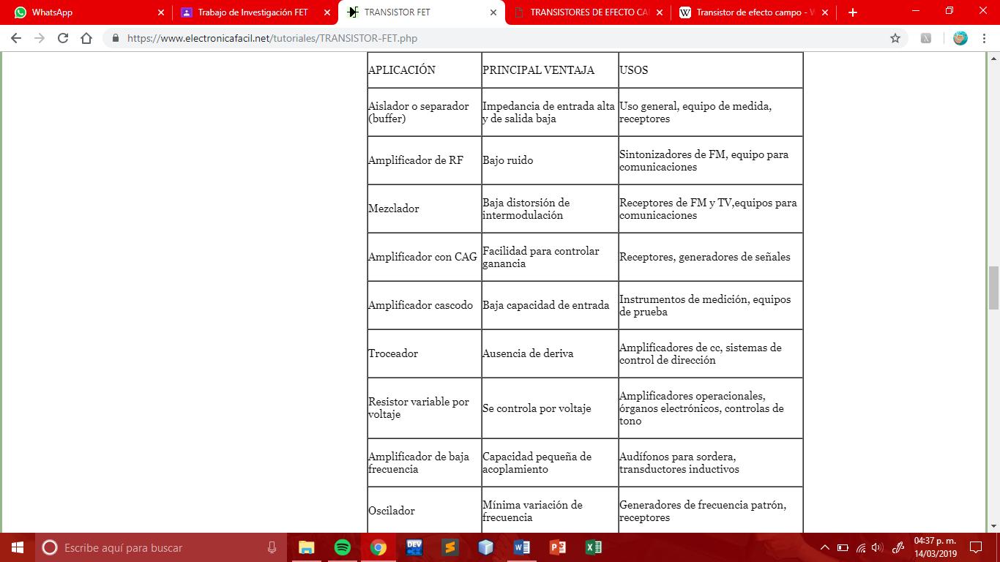 WhatsApp
Trabajo de Investigación FET
TRANSISTOR FET
TRANSISTORES DE EFECTO CA
Transistor de efecto campo - W
https://www.electronicafacil.net/tutoriales/TRANSISTOR-FET.php
APLICACIÓN
PRINCIPAL VENTAJA
USOS
Aislador o separador
(buffer)
Impedancia de entrada alta
y de salida baja
Uso general, equipo de medida,
receptores
Amplificador de RF
Bajo ruido
Sintonizadores de FM, equipo para
comunicaciones
Mezclador
Baja distorsión de
intermodulación
Receptores de FM y TV,equipos para
comunicaciones
Amplificador con CAG
Facilidad para controlar
ganancia
Receptores, generadores de señales
Amplificador cascodo
Baja capacidad de entrada
Instrumentos de medición, equipos
de prueba
Troceador
Ausencia de deriva
Amplificadores de cc, sistemas de
control de dirección
Resistor variable por
voltaje
Se controla por voltaje
Amplificadores operacionales,
órganos electrónicos, controlas de
tono
Amplificador de baja
frecuencia
Capacidad pequeña de
acoplamiento
Audífonos para sordera,
transductores inductivos
Oscilador
Mínima variación de
frecuencia
Generadores de frecuencia patrón,
receptores
Escribe aquí para buscar
DEV
04:37 p. m.
14/03/2019